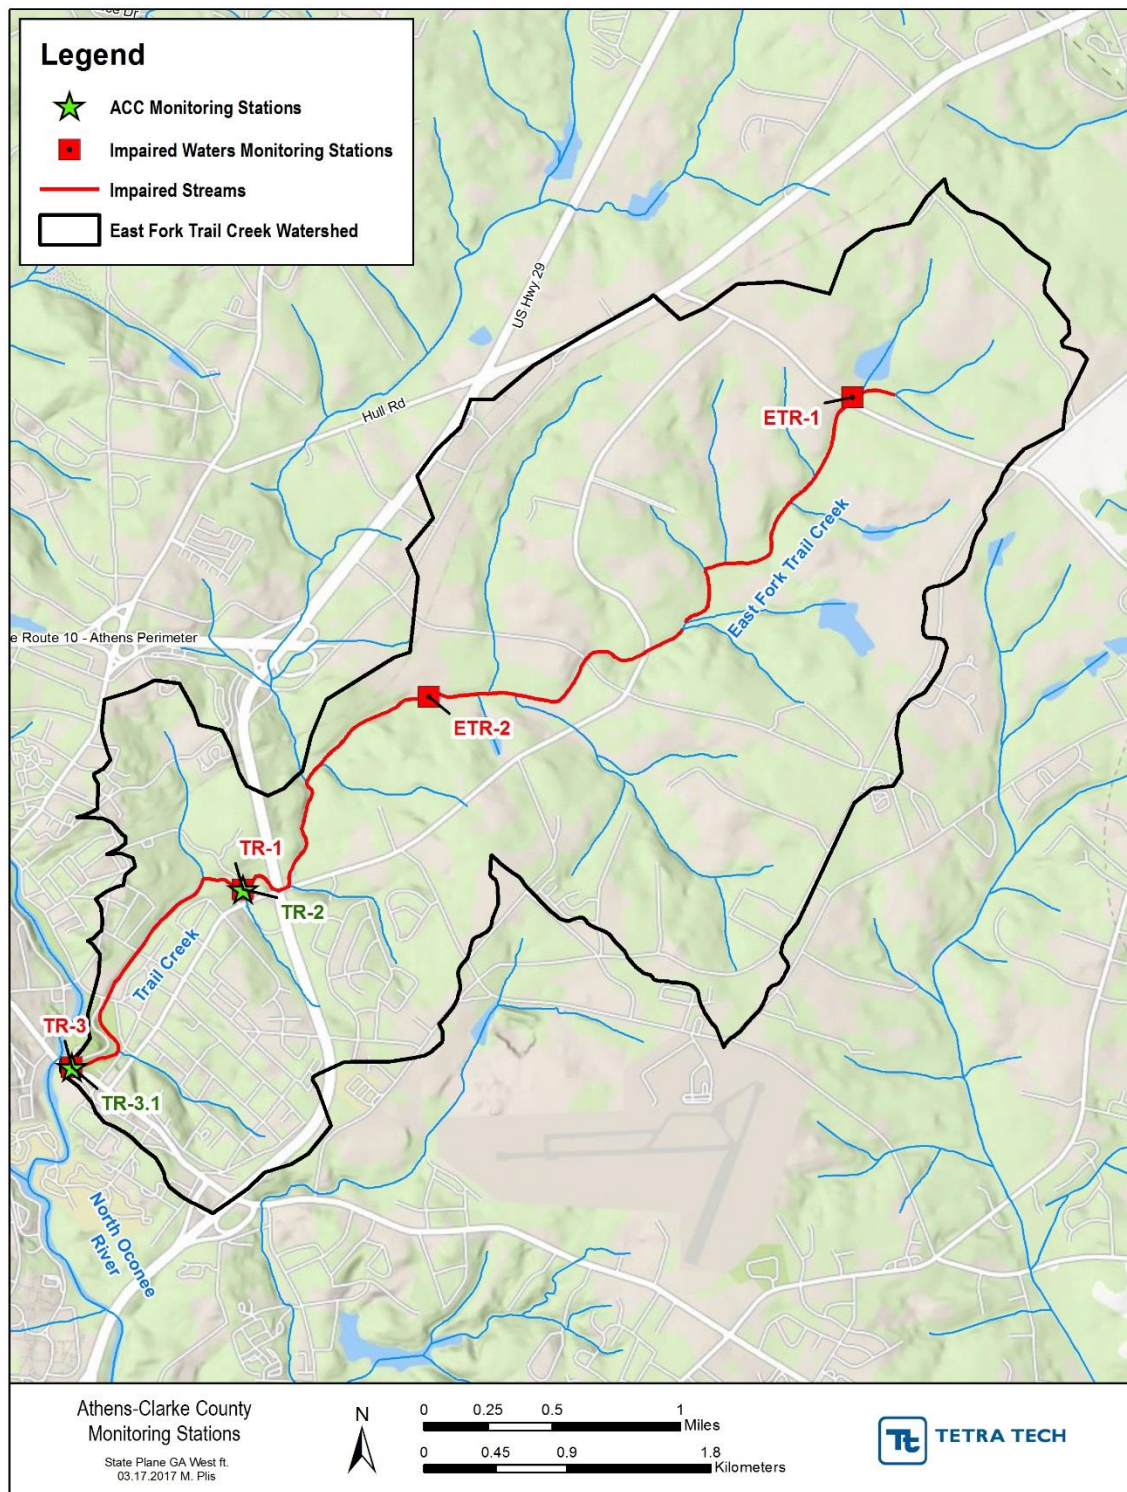 Legend
ACC Monitoring Stations
Impaired Waters Monitoring Stations
Impaired Streams
East Fork Trail Creek Watershed
US Hwy 29
Hull Rd
ETR-1
East Fork Trail Creek
e Route 10 - Athens Perimeter
ETR-2
TR-1
TR-2
Trail Creek
TR-3
TR-3.1
North Oconee
River
Athens-Clarke County
Monitoring Stations
State Plane GA West ft.
03.17.2017 M. Plis
N
0 0.25 0.5 1
Miles
0 0.45 0.9 1.8
Kilometers
Tt TETRA TECH